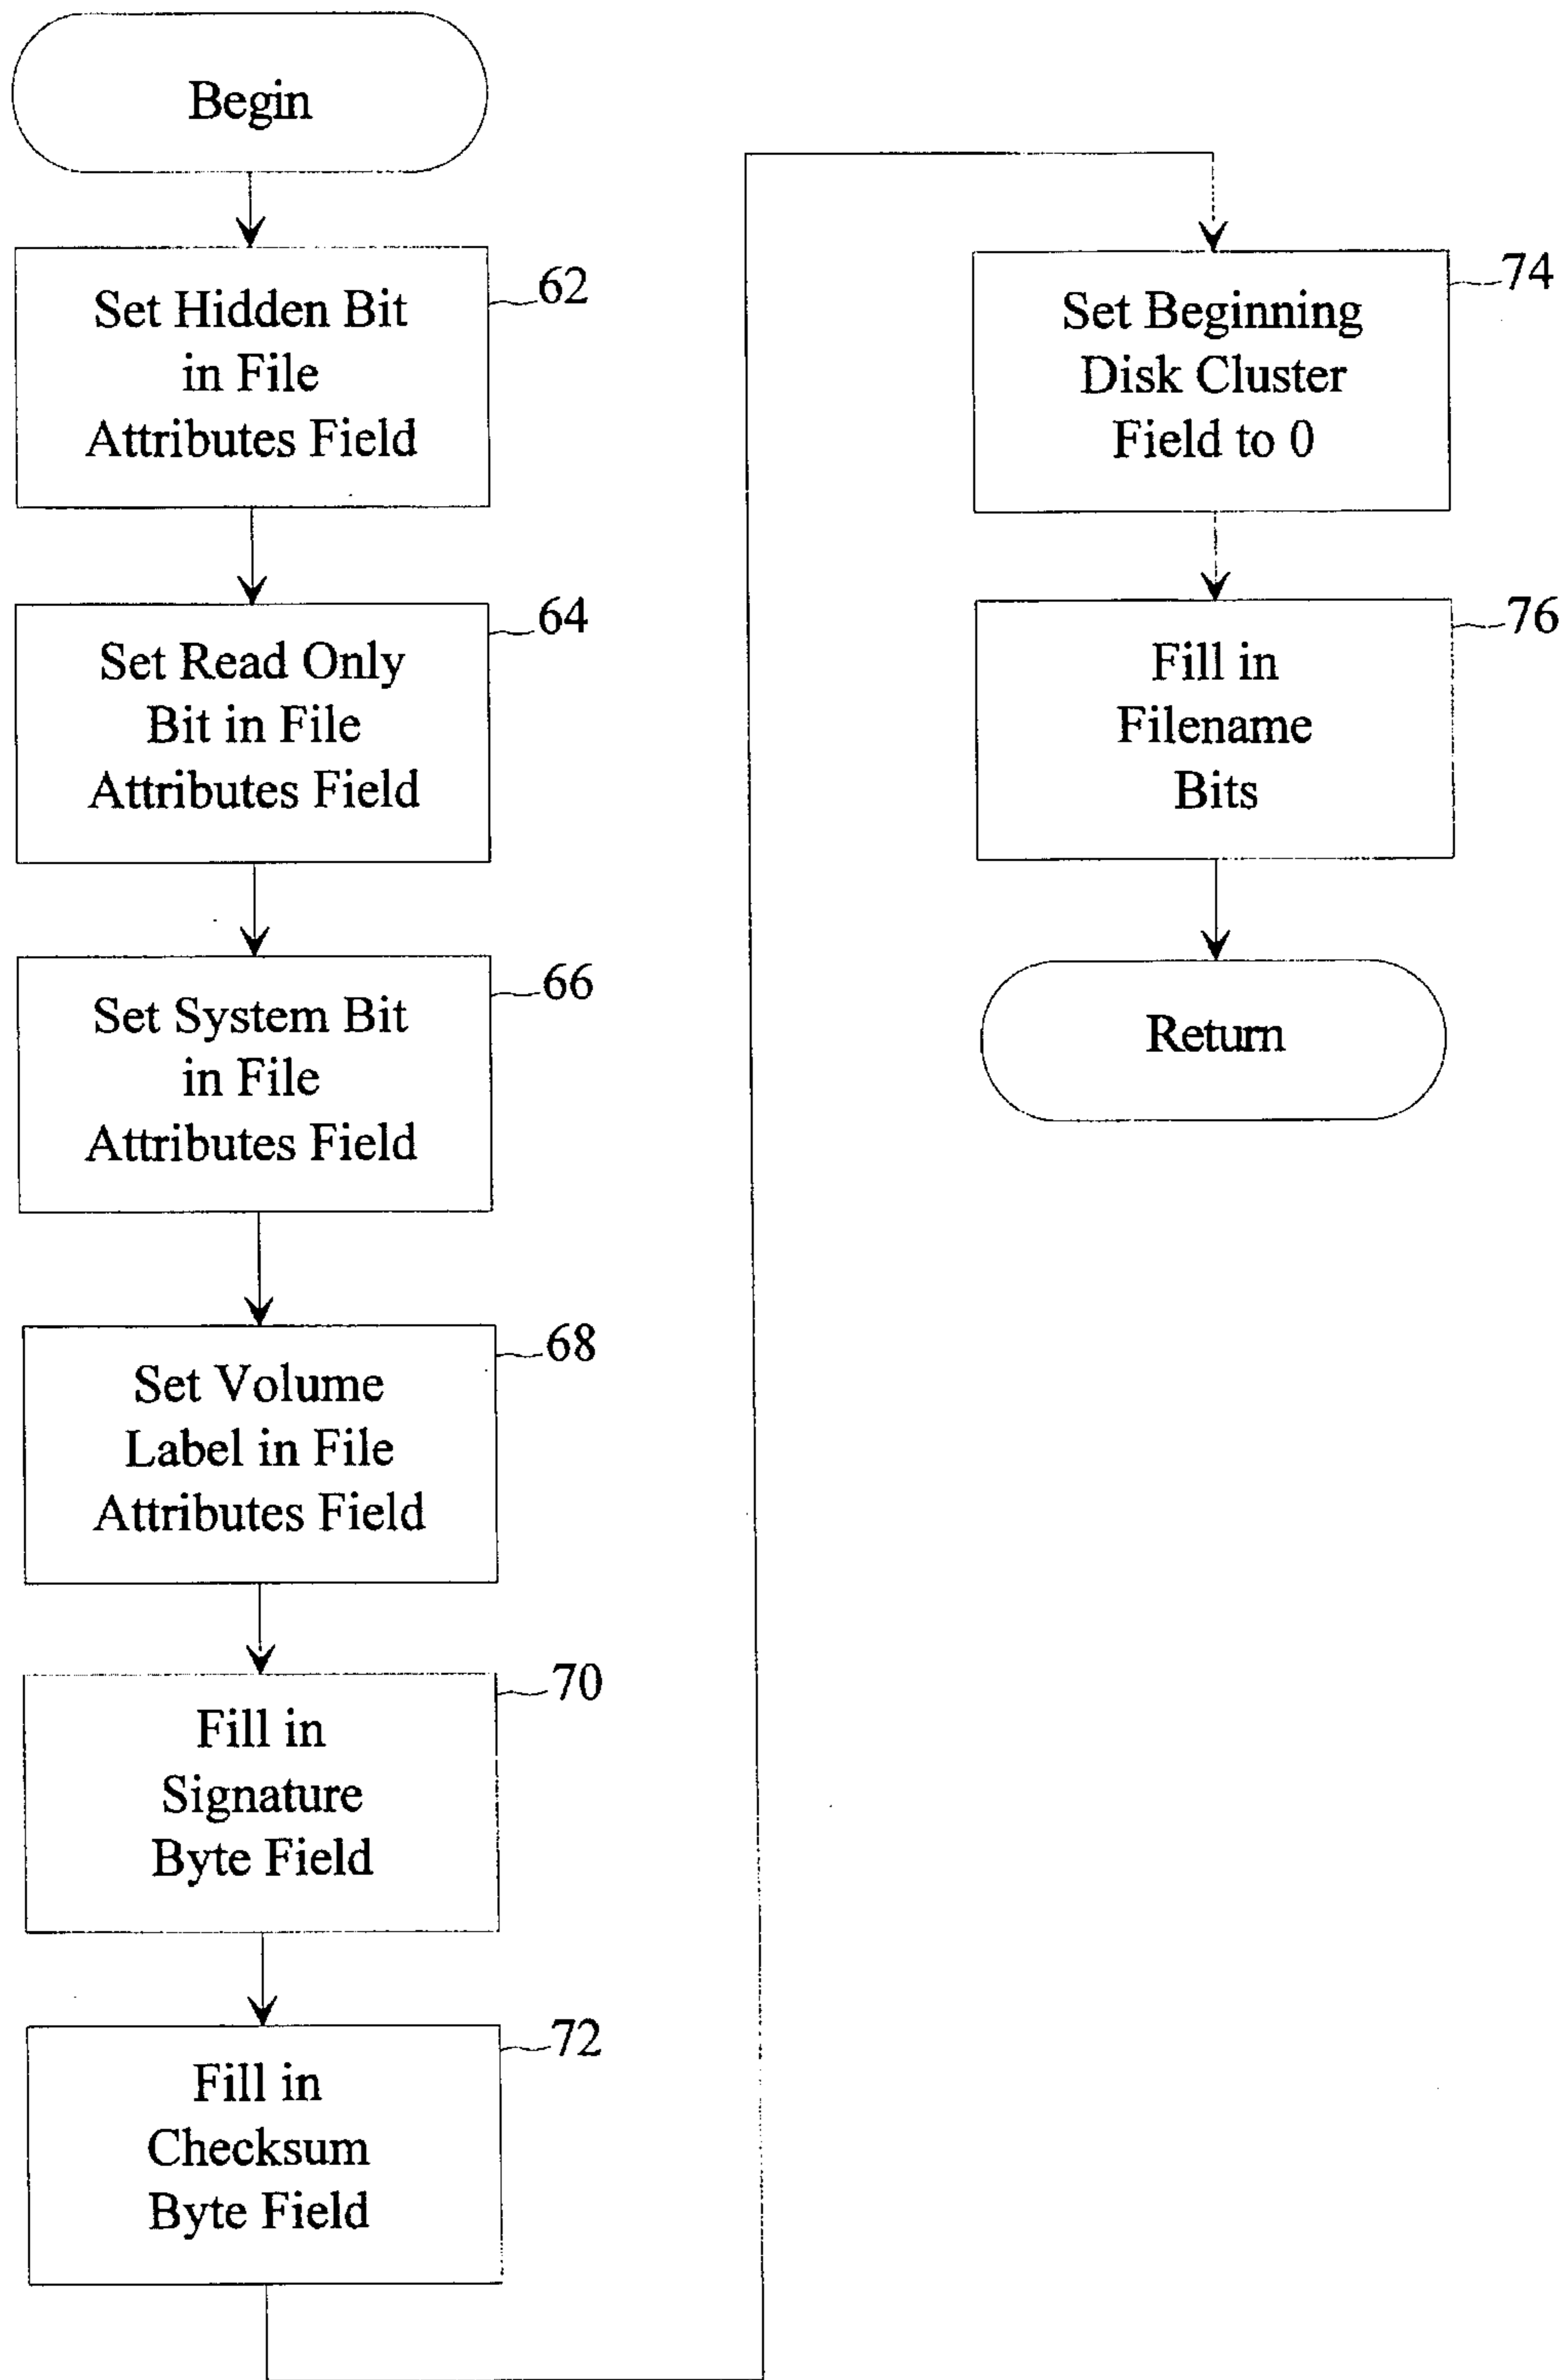 Begin
Set Hidden Bit
in File
Attributes Field
62
Set Read Only
Bit in File
Attributes Field
64
Set System Bit
in File
Attributes Field
66
Set Volume
Label in File
Attributes Field
68
Fill in
Signature
Byte Field
70
Fill in
Checksum
Byte Field
72
Set Beginning
Disk Cluster
Field to 0
74
Fill in
Filename
Bits
76
Return